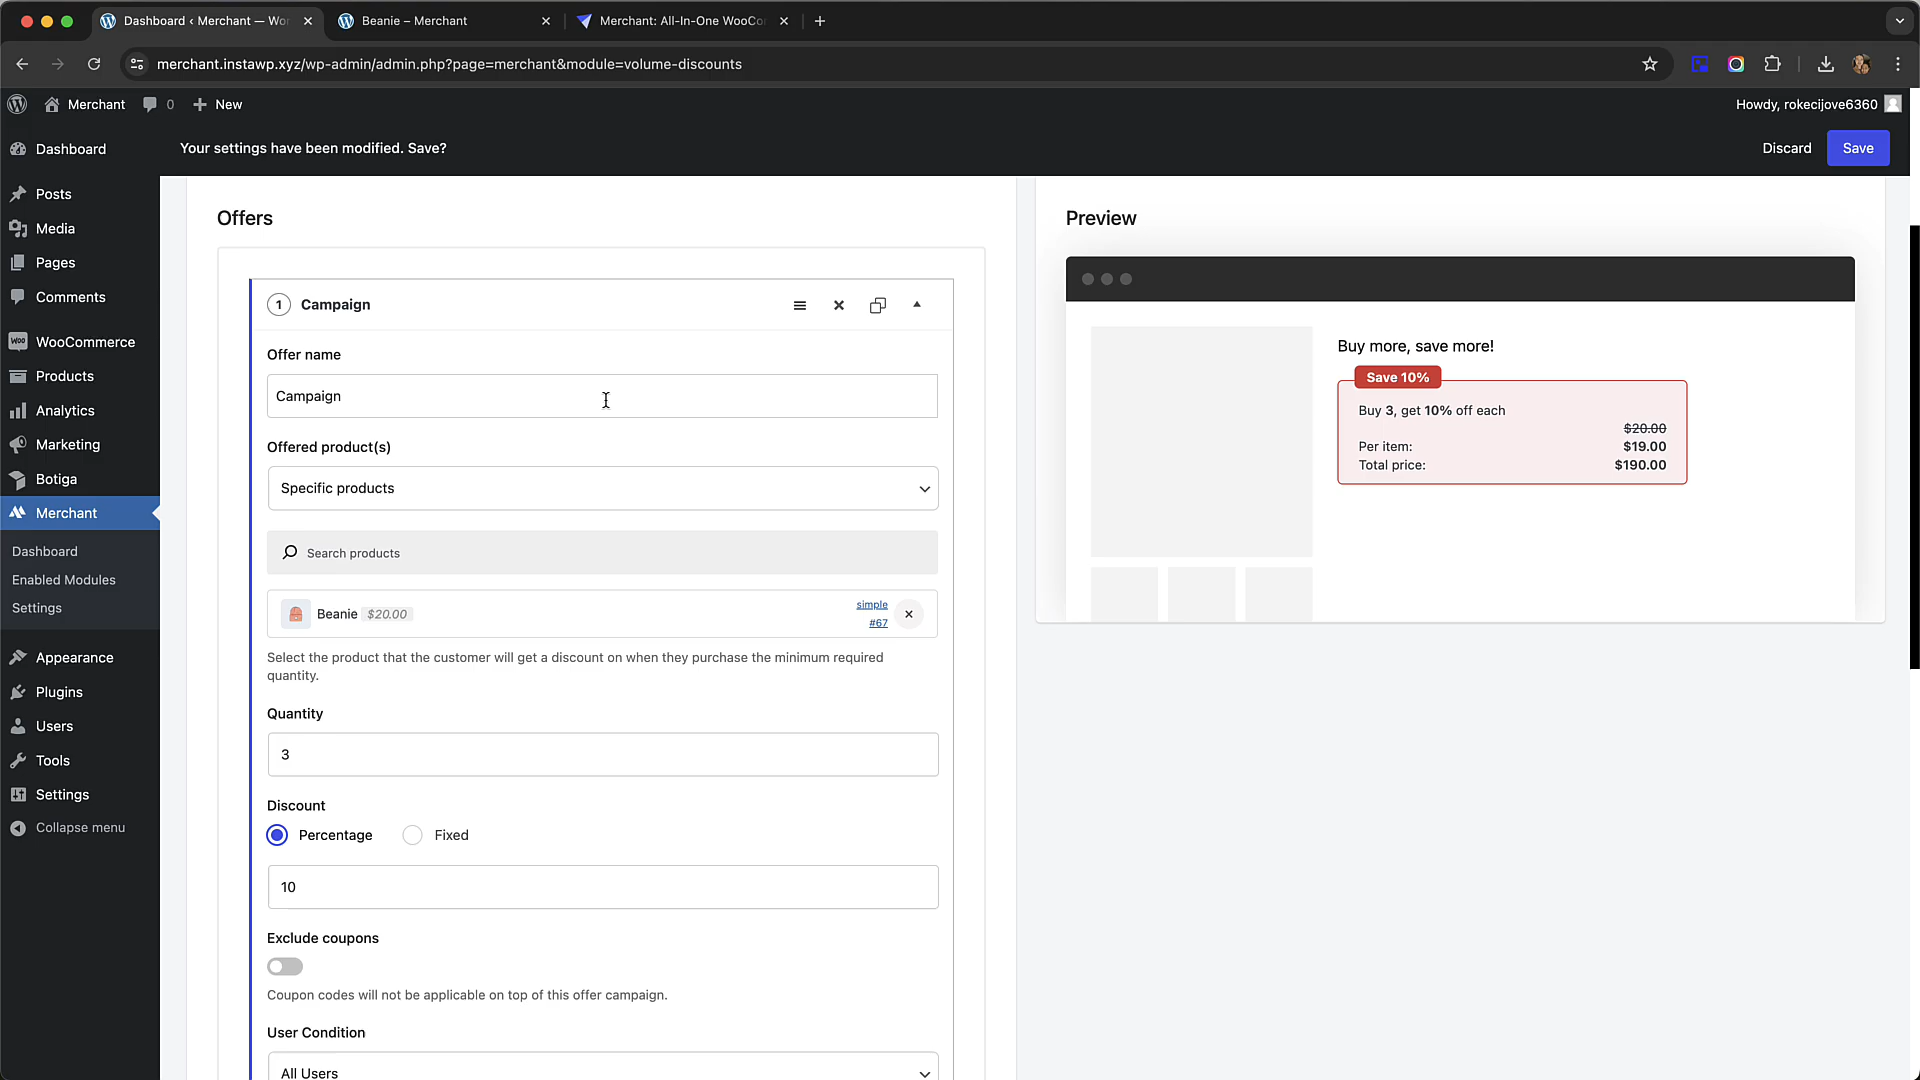 Dashboard ‹ Merchant — Wor
Beanie – Merchant
Merchant: All-In-One WooCo
merchant.instawp.xyz/wp-admin/admin.php?page=merchant&module=volume-discounts
Merchant
0
New
Howdy, rokecijove6360
Dashboard
Posts
Media
Pages
Comments
WooCommerce
Products
Analytics
Marketing
Botiga
Merchant
Dashboard
Enabled Modules
Settings
Appearance
Plugins
Users
Tools
Settings
Collapse menu
Your settings have been modified. Save?
Discard
Save
Offers
1
Campaign
Offer name
Campaign
Offered product(s)
Specific products
Search products
Beanie $20.00
simple
#67
Select the product that the customer will get a discount on when they purchase the minimum required
quantity.
Quantity
3
Discount
Percentage
Fixed
10
Exclude coupons
Coupon codes will not be applicable on top of this offer campaign.
User Condition
All Users
Preview
Buy more, save more!
Save 10%
Buy 3, get 10% off each
$20.00
Per item: $19.00
Total price: $190.00